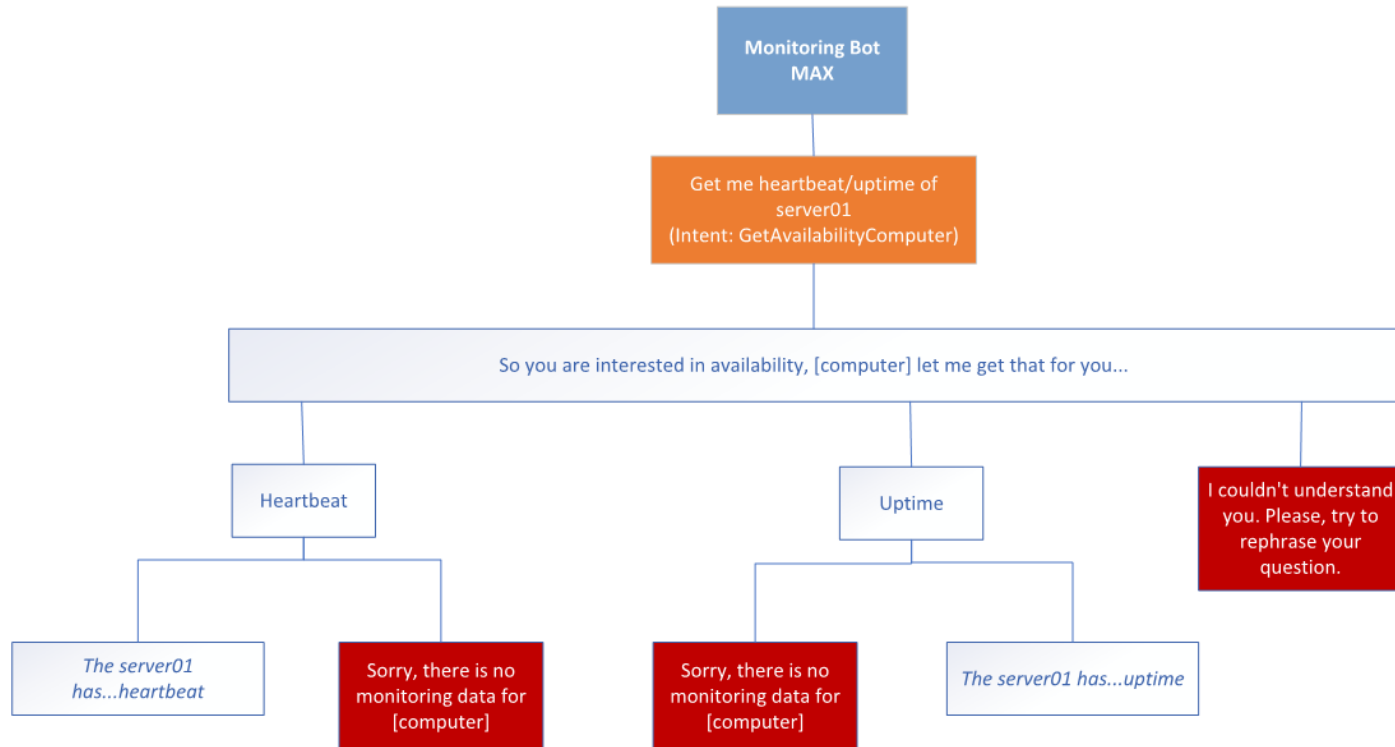 Monitoring Bot
MAX
Get me heartbeat/uptime of
server01
(Intent: GetAvailabilityComputer)
So you are interested in availability, [computer] let me get that for you...
Heartbeat
Uptime
I couldn't understand
you. Please, try to
rephrase your
question.
The server01
has...heartbeat
Sorry, there is no
monitoring data for
[computer]
Sorry, there is no
monitoring data for
[computer]
The server01 has...uptime